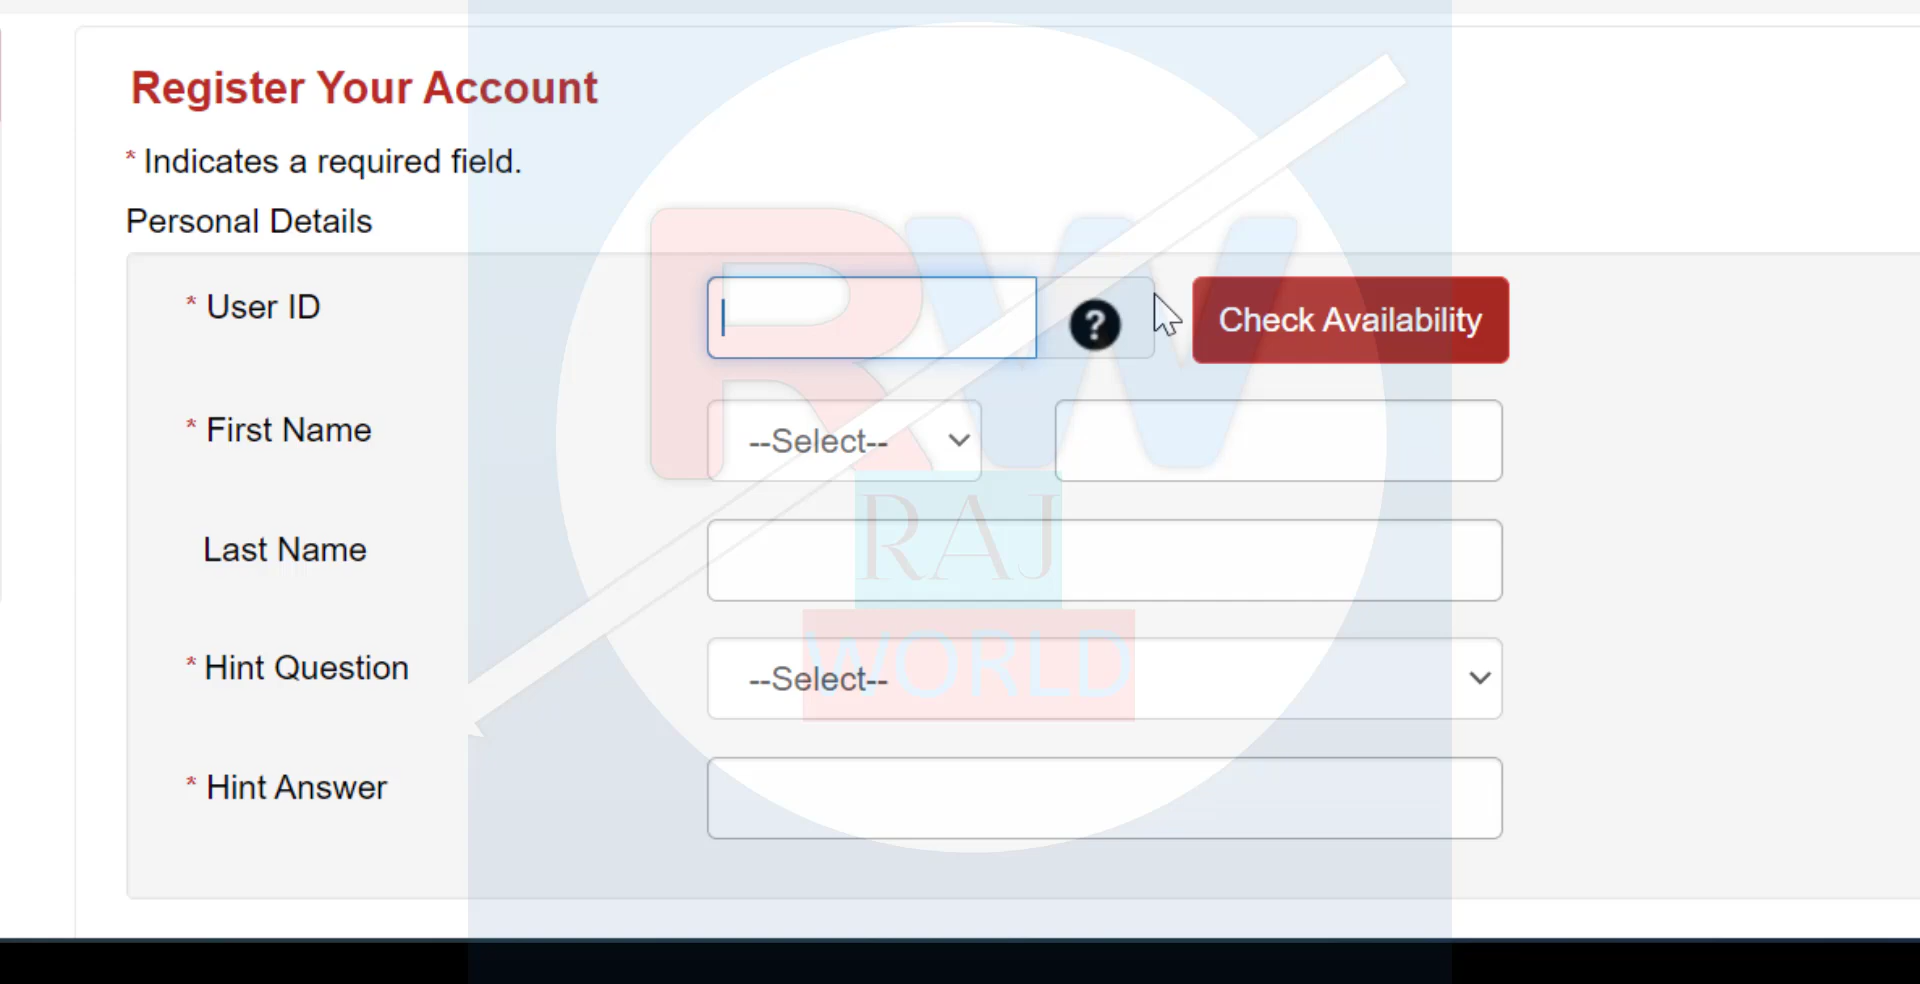 Register Your Account
* Indicates a required field.
Personal Details
* User ID
? Check Availability
* First Name
--Select--
Last Name
* Hint Question
--Select--
* Hint Answer
RW
RAJ
WORLD